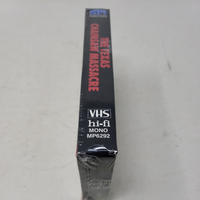 THE TEXAS
CHAINSAW MASSACRE
VHS
hi-fi
MONO
MP6292